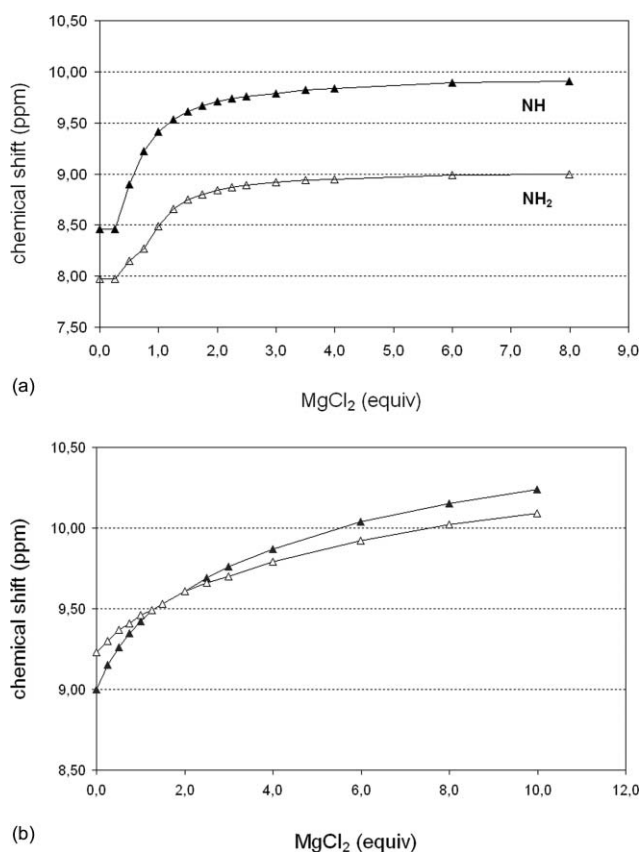 10,50
10,00
9,50
9,00
8,50
8,00
7,50
chemical shift (ppm)
NH
NH₂
0,0 1,0 2,0 3,0 4,0 5,0 6,0 7,0 8,0 9,0
(a)
MgCl₂ (equiv)
10,50
10,00
9,50
9,00
8,50
chemical shift (ppm)
0,0 2,0 4,0 6,0 8,0 10,0 12,0
(b)
MgCl₂ (equiv)